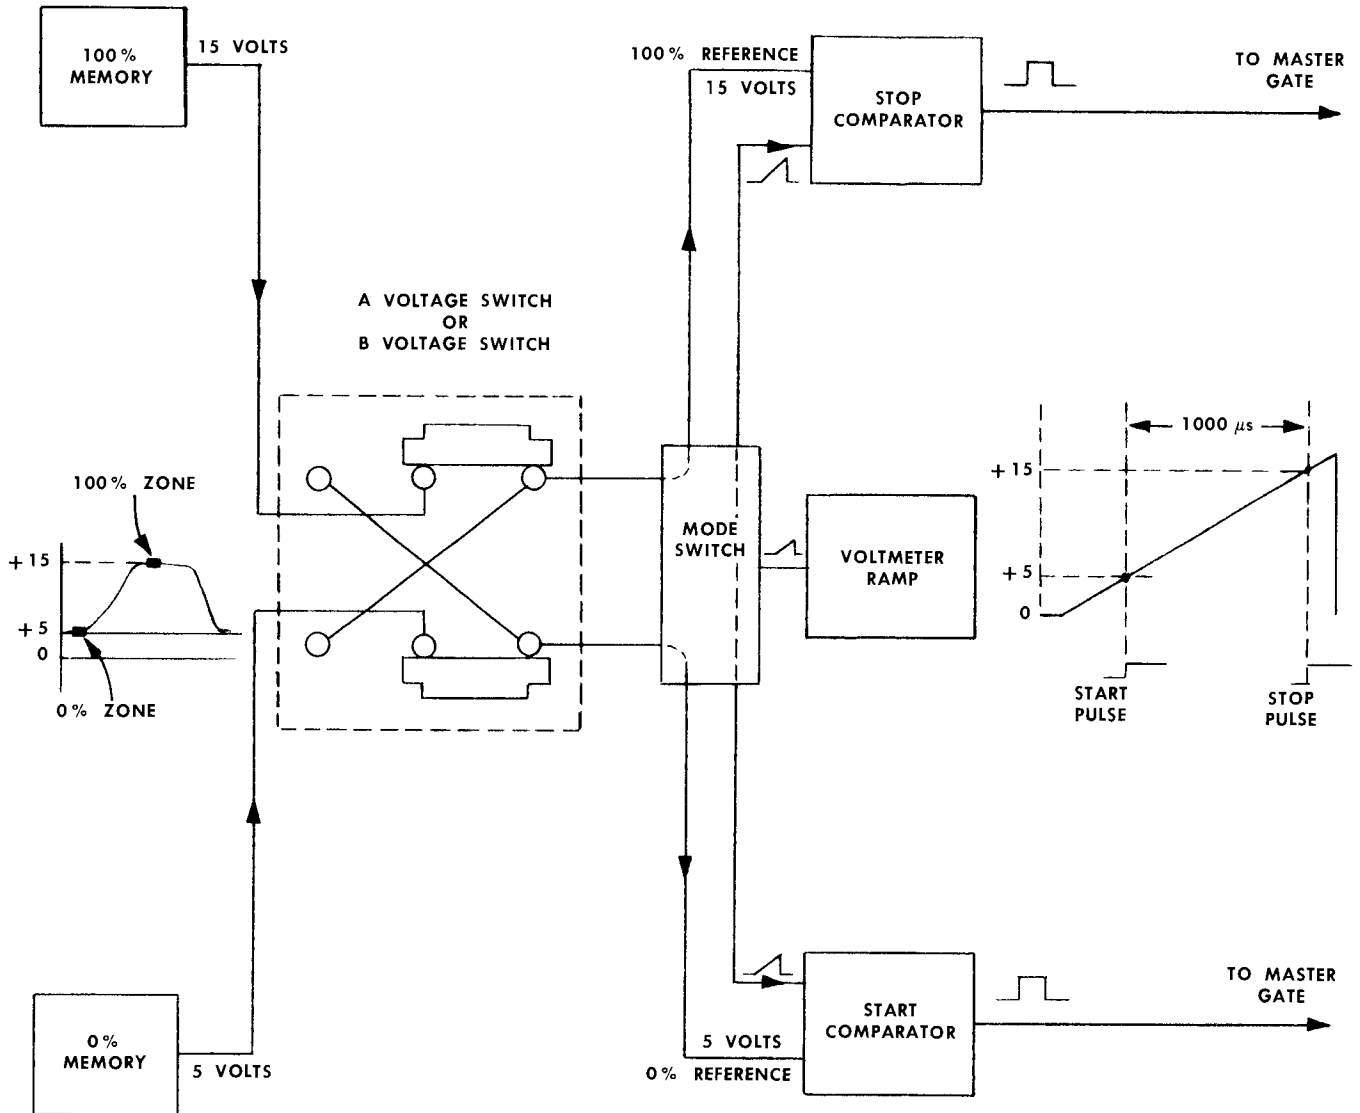 100% MEMORY
15 VOLTS
100% REFERENCE
15 VOLTS
STOP COMPARATOR
TO MASTER GATE
A VOLTAGE SWITCH
OR
B VOLTAGE SWITCH
100% ZONE
+15
+5
0
0% ZONE
MODE SWITCH
VOLTMETER RAMP
1000 µs
+15
+5
0
START PULSE
STOP PULSE
0% MEMORY
5 VOLTS
5 VOLTS
0% REFERENCE
START COMPARATOR
TO MASTER GATE